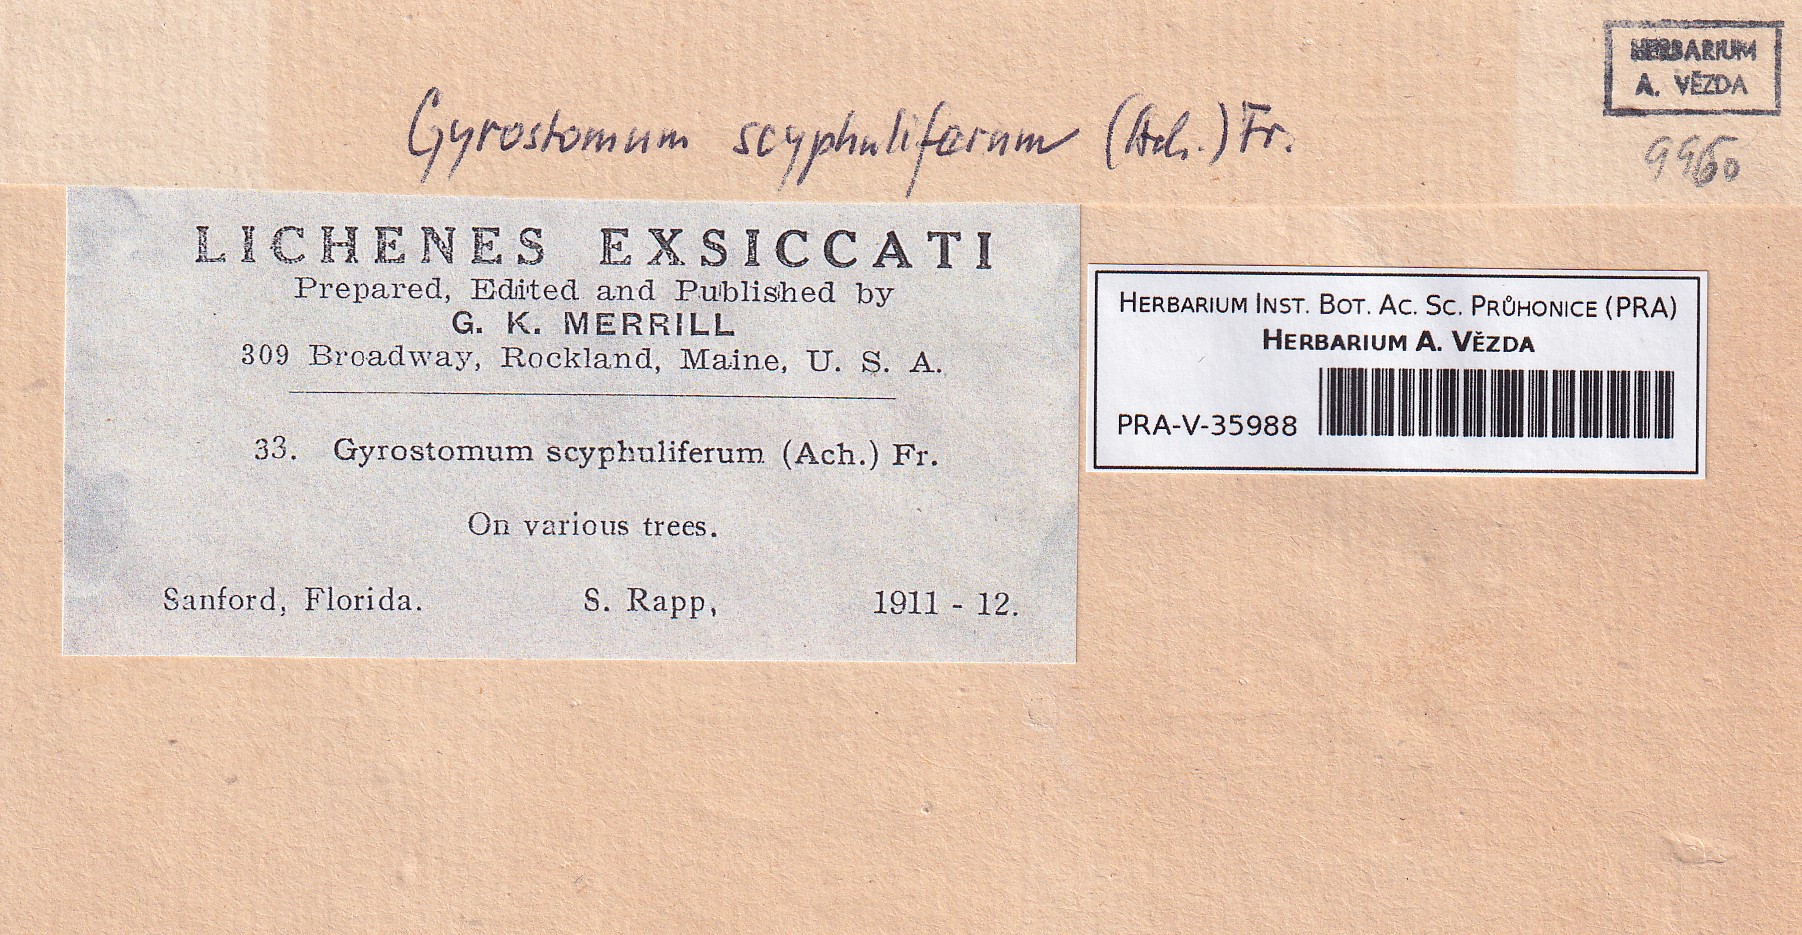 HERBARIUM
A. VĚZDA
Gyrostomum scyphuliferum (Ach.) Fr.
LICHENES EXSICCATI
Prepared, Edited and Published by
G. K. MERRILL
309 Broadway, Rockland, Maine, U. S. A.
33. Gyrostomum scyphuliferum (Ach.) Fr.
On various trees.
Sanford, Florida. S. Rapp, 1911 - 12.
HERBARIUM INST. BOT. AC. SC. PRŮHONICE (PRA)
HERBARIUM A. VĚZDA
PRA-V-35988